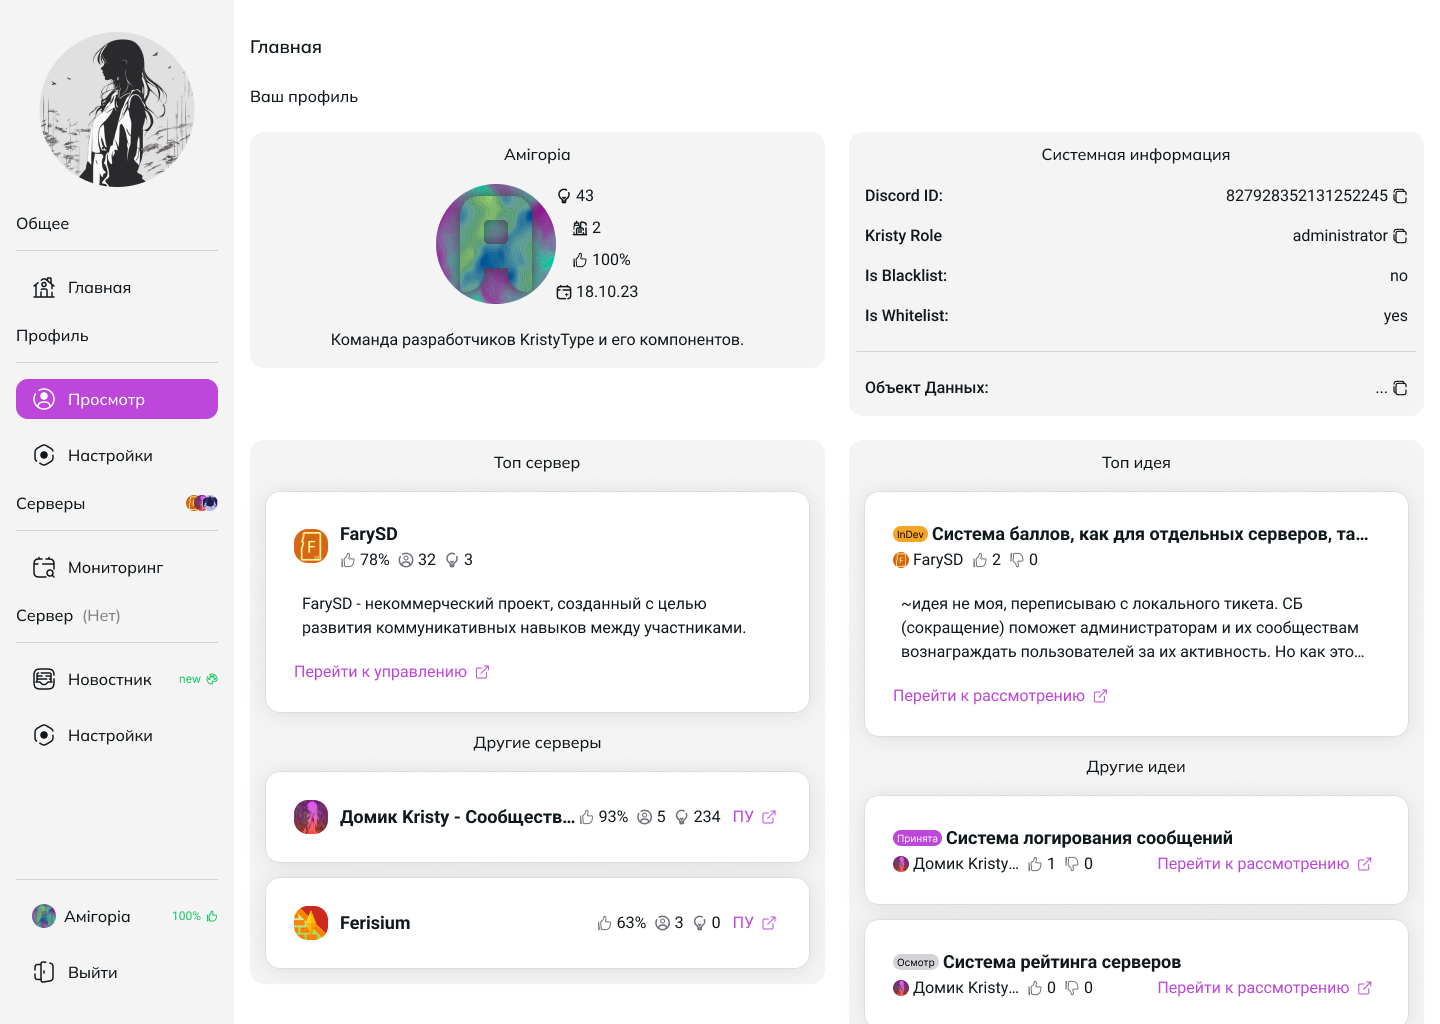 Общее
Главная
Профиль
Просмотр
Настройки
Серверы
Мониторинг
Сервер (Нет)
Новостник new
Настройки
Амiгорiа 100%
Выйти
Главная
Ваш профиль
Амiгорiа
43
2
100%
18.10.23
Команда разработчиков KristyType и его компонентов.
Системная информация
Discord ID: 827928352131252245
Kristy Role administrator
Is Blacklist: no
Is Whitelist: yes
Объект Данных: ...
Топ сервер
FarySD
78% 32 3
FarySD - некоммерческий проект, созданный с целью
развития коммуникативных навыков между участниками.
Перейти к управлению
Другие серверы
Домик Kristy - Сообществ... 93% 5 234 ПУ
Ferisium 63% 3 0 ПУ
Топ идея
InDev Система баллов, как для отдельных серверов, та...
FarySD 2 0
~идея не моя, переписываю с локального тикета. СБ
(сокращение) поможет администраторам и их сообществам
вознаграждать пользователей за их активность. Но как это...
Перейти к рассмотрению
Другие идеи
Принята Система логирования сообщений
Домик Kristy... 1 0 Перейти к рассмотрению
Осмотр Система рейтинга серверов
Домик Kristy... 0 0 Перейти к рассмотрению